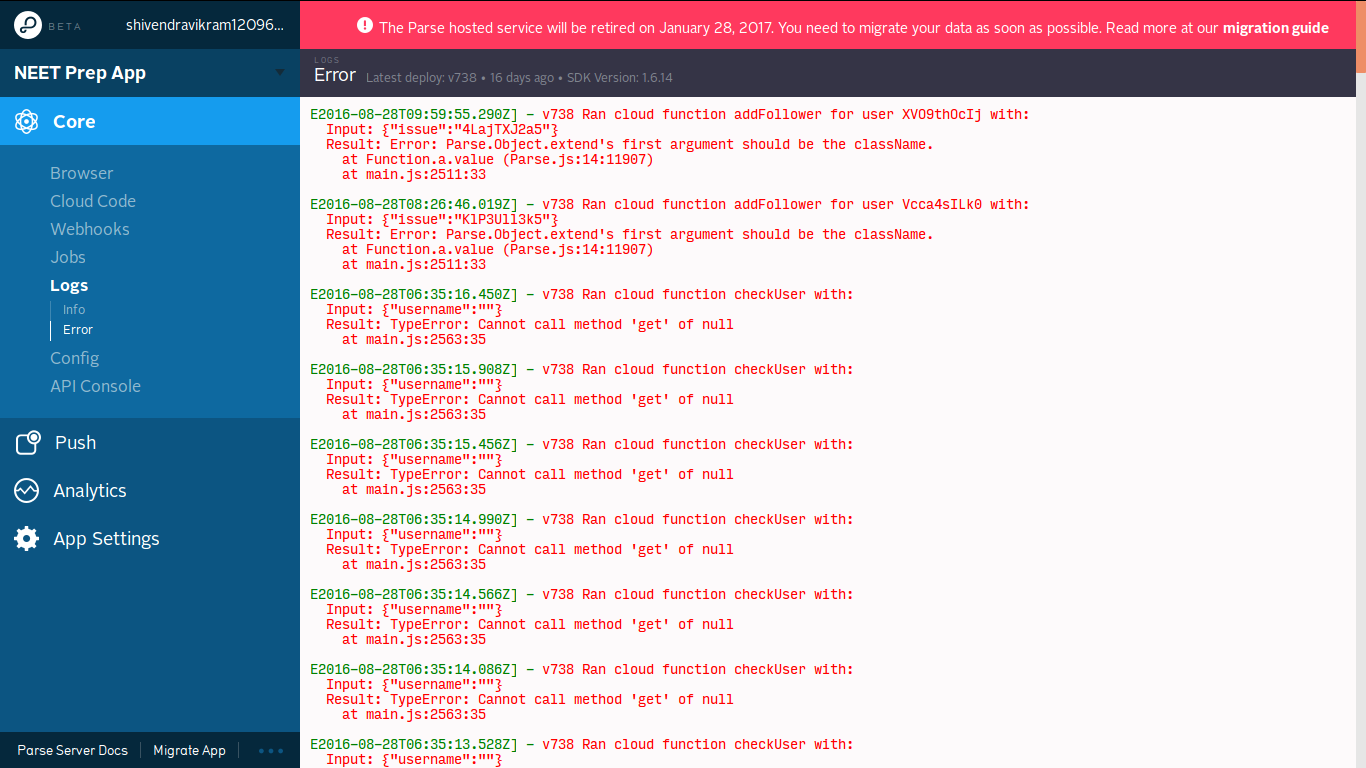 BETA
shivendravikram12096...
The Parse hosted service will be retired on January 28, 2017. You need to migrate your data as soon as possible. Read more at our migration guide
NEET Prep App
LOGS
Error Latest deploy: v738 • 16 days ago • SDK Version: 1.6.14
Core
Browser
Cloud Code
Webhooks
Jobs
Logs
Info
Error
Config
API Console
Push
Analytics
App Settings
Parse Server Docs
Migrate App
E2016-08-28T09:59:55.290Z] - v738 Ran cloud function addFollower for user XVO9thOcIj with:
Input: {"issue":"4LajTXJ2a5"}
Result: Error: Parse.Object.extend's first argument should be the className.
at Function.a.value (Parse.js:14:11907)
at main.js:2511:33
E2016-08-28T08:26:46.019Z] - v738 Ran cloud function addFollower for user Vcca4sILk0 with:
Input: {"issue":"KlP3Ull3k5"}
Result: Error: Parse.Object.extend's first argument should be the className.
at Function.a.value (Parse.js:14:11907)
at main.js:2511:33
E2016-08-28T06:35:16.450Z] - v738 Ran cloud function checkUser with:
Input: {"username":""}
Result: TypeError: Cannot call method 'get' of null
at main.js:2563:35
E2016-08-28T06:35:15.908Z] - v738 Ran cloud function checkUser with:
Input: {"username":""}
Result: TypeError: Cannot call method 'get' of null
at main.js:2563:35
E2016-08-28T06:35:15.456Z] - v738 Ran cloud function checkUser with:
Input: {"username":""}
Result: TypeError: Cannot call method 'get' of null
at main.js:2563:35
E2016-08-28T06:35:14.990Z] - v738 Ran cloud function checkUser with:
Input: {"username":""}
Result: TypeError: Cannot call method 'get' of null
at main.js:2563:35
E2016-08-28T06:35:14.566Z] - v738 Ran cloud function checkUser with:
Input: {"username":""}
Result: TypeError: Cannot call method 'get' of null
at main.js:2563:35
E2016-08-28T06:35:14.086Z] - v738 Ran cloud function checkUser with:
Input: {"username":""}
Result: TypeError: Cannot call method 'get' of null
at main.js:2563:35
E2016-08-28T06:35:13.528Z] - v738 Ran cloud function checkUser with:
Input: {"username":""}